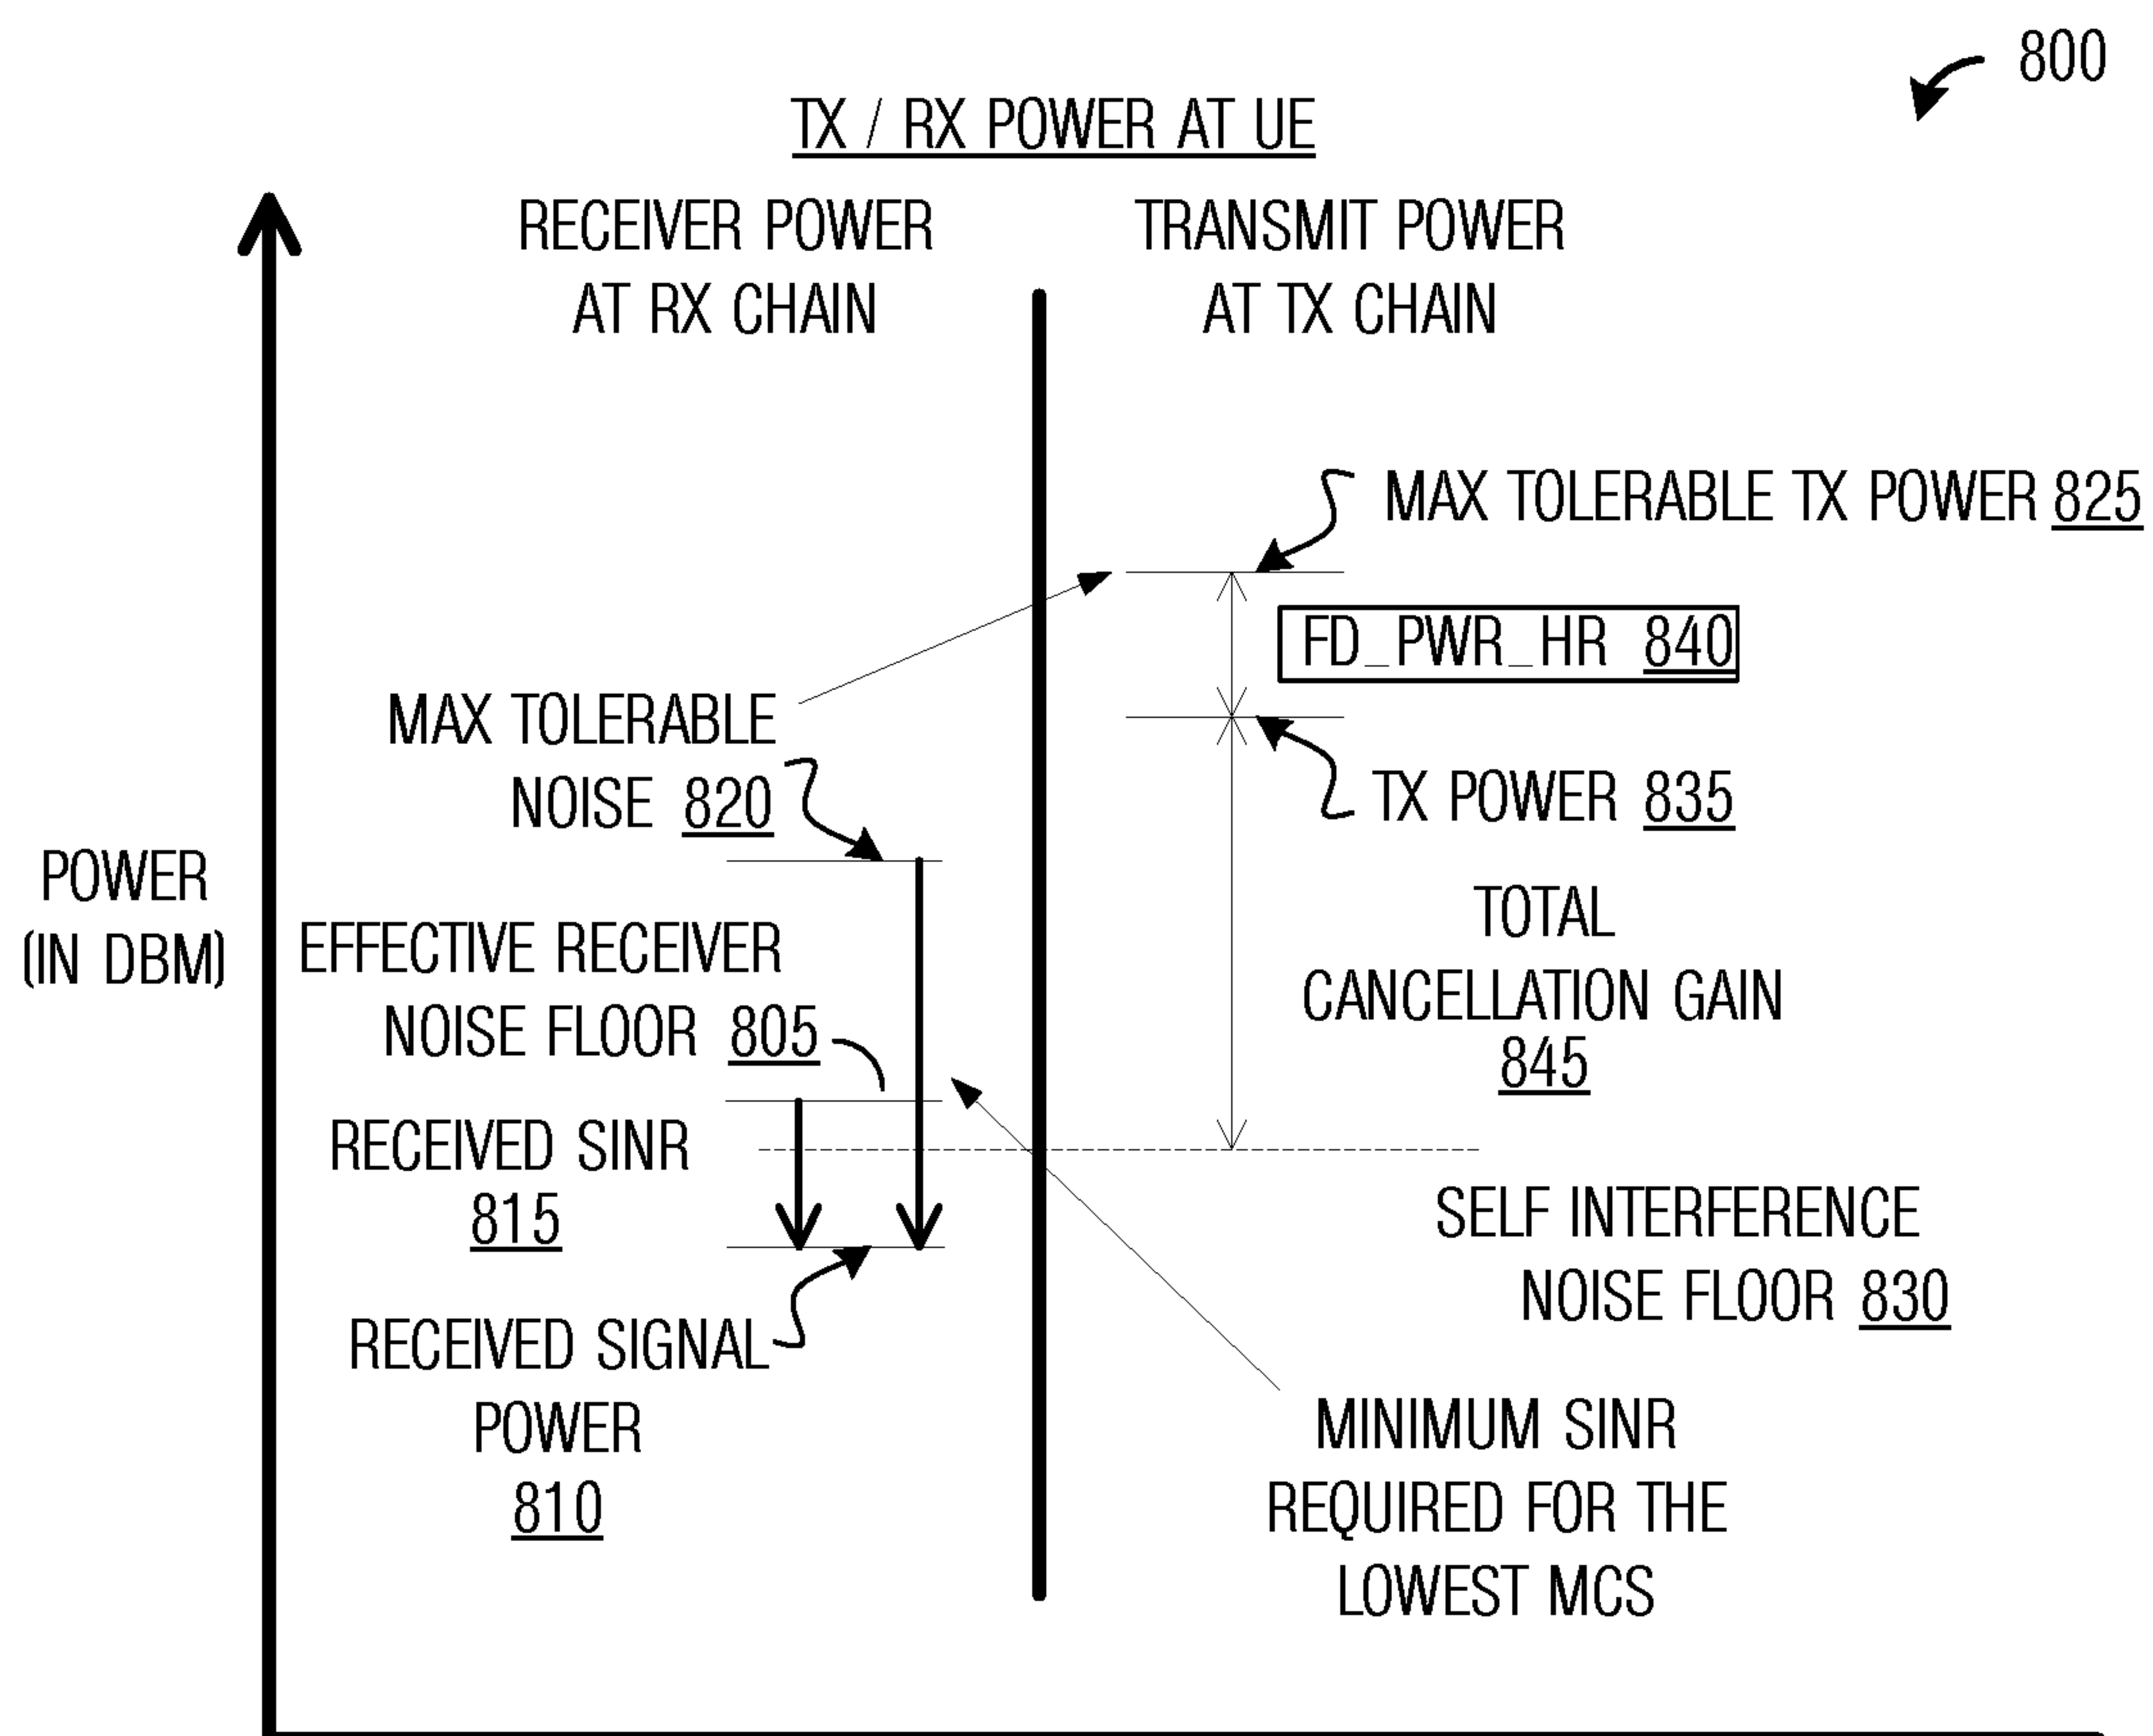 800
TX / RX POWER AT UE
RECEIVER POWER
AT RX CHAIN
TRANSMIT POWER
AT TX CHAIN
MAX TOLERABLE TX POWER 825
FD_PWR_HR 840
MAX TOLERABLE
NOISE 820
TX POWER 835
POWER
(IN DBM)
EFFECTIVE RECEIVER
NOISE FLOOR 805
TOTAL
CANCELLATION GAIN
845
RECEIVED SINR
815
SELF INTERFERENCE
NOISE FLOOR 830
RECEIVED SIGNAL
POWER
810
MINIMUM SINR
REQUIRED FOR THE
LOWEST MCS